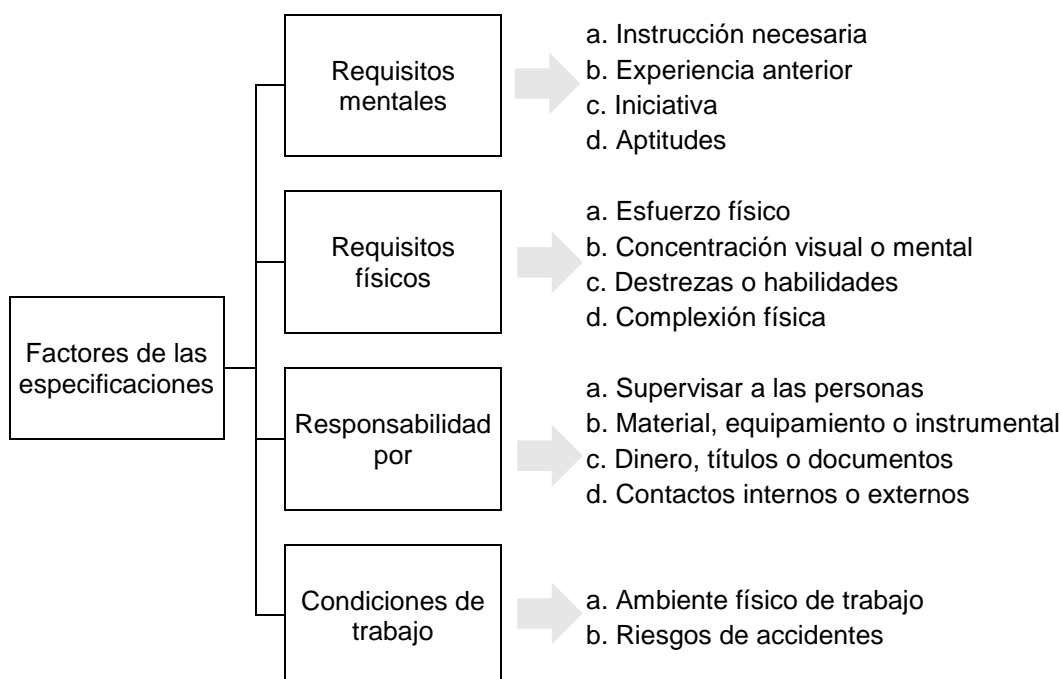 Factores de las
especificaciones
Requisitos
mentales
a. Instrucción necesaria
b. Experiencia anterior
c. Iniciativa
d. Aptitudes
Requisitos
físicos
a. Esfuerzo físico
b. Concentración visual o mental
c. Destrezas o habilidades
d. Complexión física
Responsabilidad
por
a. Supervisar a las personas
b. Material, equipamiento o instrumental
c. Dinero, títulos o documentos
d. Contactos internos o externos
Condiciones de
trabajo
a. Ambiente físico de trabajo
b. Riesgos de accidentes